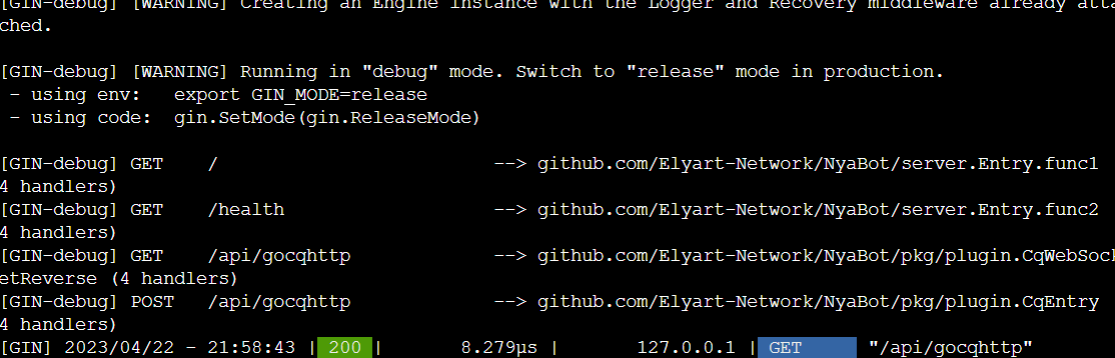 [GIN-debug] [WARNING] Creating an Engine instance with the Logger and Recovery middleware already atta
ched.
[GIN-debug] [WARNING] Running in "debug" mode. Switch to "release" mode in production.
- using env:   export GIN_MODE=release
- using code:  gin.SetMode(gin.ReleaseMode)
[GIN-debug] GET    /                         --> github.com/Elyart-Network/NyaBot/server.Entry.func1
4 handlers)
[GIN-debug] GET    /health                   --> github.com/Elyart-Network/NyaBot/server.Entry.func2
4 handlers)
[GIN-debug] GET    /api/gocqhttp             --> github.com/Elyart-Network/NyaBot/pkg/plugin.CqWebSock
etReverse (4 handlers)
[GIN-debug] POST   /api/gocqhttp             --> github.com/Elyart-Network/NyaBot/pkg/plugin.CqEntry
4 handlers)
[GIN] 2023/04/22 - 21:58:43 | 200 |       8.279µs |       127.0.0.1 | GET      "/api/gocqhttp"